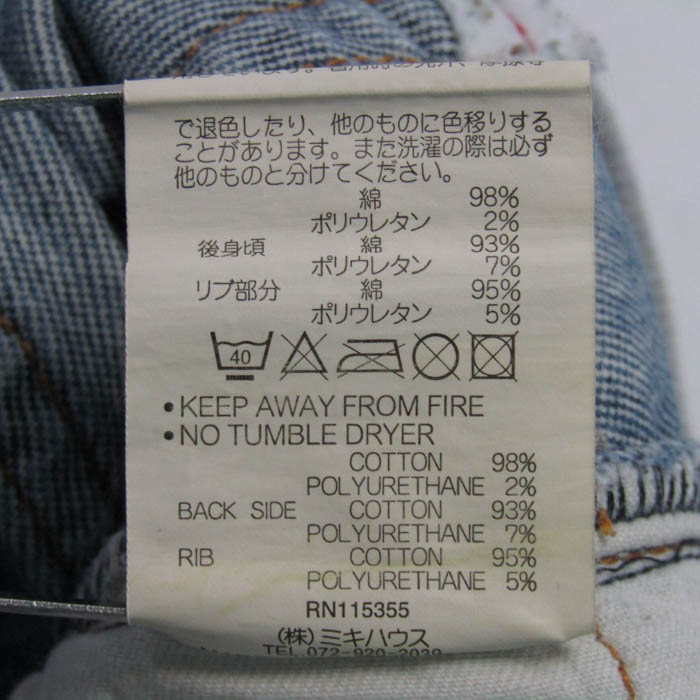 で退色したり、他のものに色移りする
ことがあります。また洗濯の際は必ず
他のものと分けてください。
綿 98%
ポリウレタン 2%
後身頃 綿 93%
ポリウレタン 7%
リブ部分 綿 95%
ポリウレタン 5%
40
•KEEP AWAY FROM FIRE
•NO TUMBLE DRYER
COTTON 98%
POLYURETHANE 2%
BACK SIDE COTTON 93%
POLYURETHANE 7%
RIB COTTON 95%
POLYURETHANE 5%
RN115355
(株)ミキハウス
TEL 072-920-2039